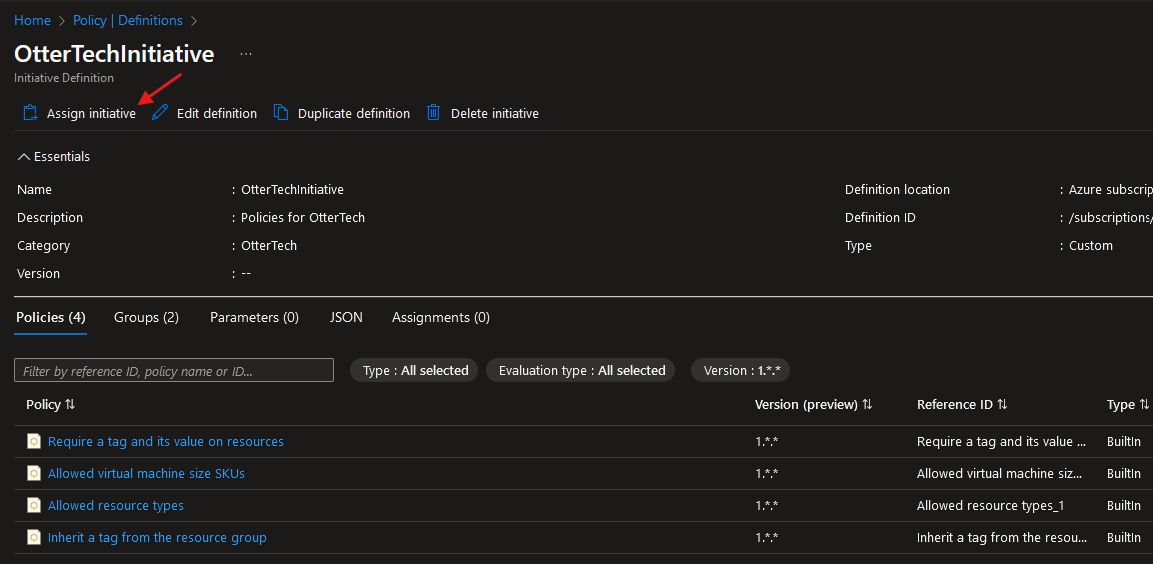 Home > Policy | Definitions >
OtterTechInitiative ...
Initiative Definition
Assign initiative Edit definition Duplicate definition Delete initiative
Essentials
Name : OtterTechInitiative Definition location : Azure subscrip
Description : Policies for OtterTech Definition ID : /subscriptions/
Category : OtterTech Type : Custom
Version : --
Policies (4) Groups (2) Parameters (0) JSON Assignments (0)
Filter by reference ID, policy name or ID... Type : All selected Evaluation type : All selected Version : 1.*.*
Policy Version (preview) Reference ID Type
Require a tag and its value on resources 1.*.* Require a tag and its value ... BuiltIn
Allowed virtual machine size SKUs 1.*.* Allowed virtual machine siz... BuiltIn
Allowed resource types 1.*.* Allowed resource types_1 BuiltIn
Inherit a tag from the resource group 1.*.* Inherit a tag from the resou... BuiltIn